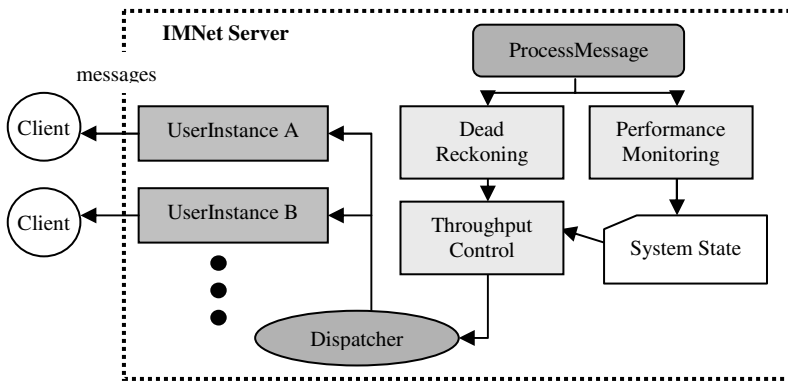 IMNet Server
ProcessMessage
messages
Client
UserInstance A
Dead
Reckoning
Performance
Monitoring
Client
UserInstance B
Throughput
Control
System State
Dispatcher